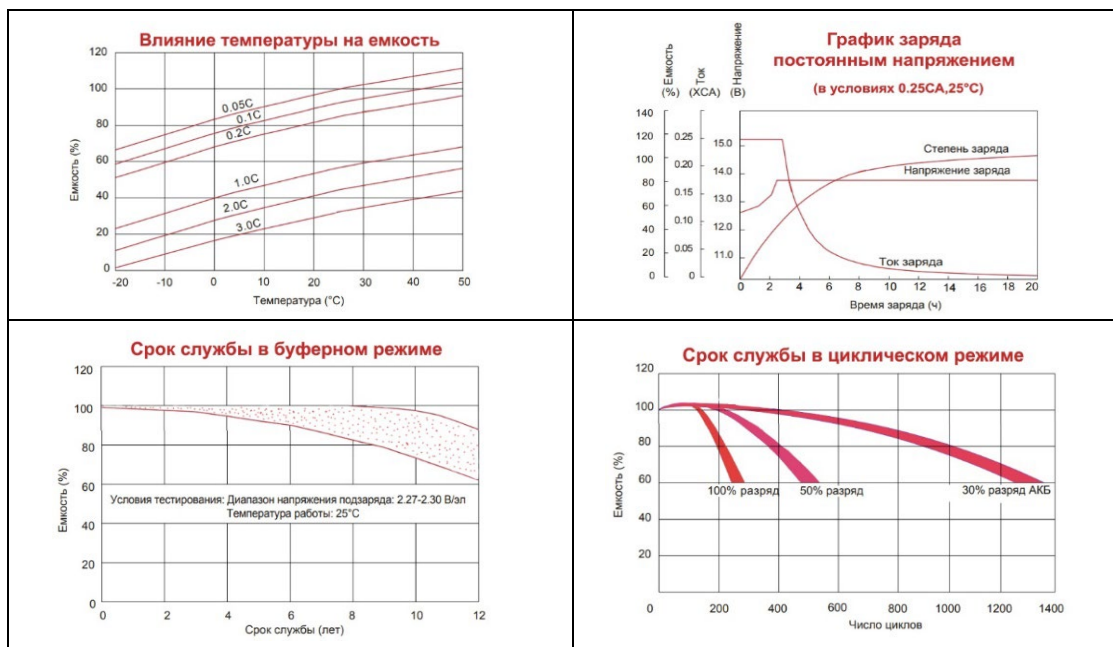 Влияние температуры на емкость
120
100
80
60
40
20
0
Емкость (%)
0.05C
0.1C
0.2C
1.0C
2.0C
3.0C
-20
-10
0
10
20
30
40
50
Температура (°C)
График заряда
постоянным напряжением
(в условиях 0.25CA,25°C)
Емкость
(%)
Ток
(XCA)
Напряжение
(В)
140
120
100
80
60
40
20
0
0.25
0.20
0.15
0.10
0.05
0
15.0
14.0
13.0
12.0
11.0
Степень заряда
Напряжение заряда
Ток заряда
0 2 4 6 8 10 12 14 16 18 20
Время заряда (ч)
Срок службы в буферном режиме
120
100
80
60
40
20
0
Емкость (%)
Условия тестирования: Диапазон напряжения подзаряда: 2.27-2.30 В/эл
Температура работы: 25°C
0 2 4 6 8 10 12
Срок службы (лет)
Срок службы в циклическом режиме
120
100
80
60
40
20
0
Емкость (%)
100% разряд
50% разряд
30% разряд АКБ
200 400 600 800 1000 1200 1400
Число циклов